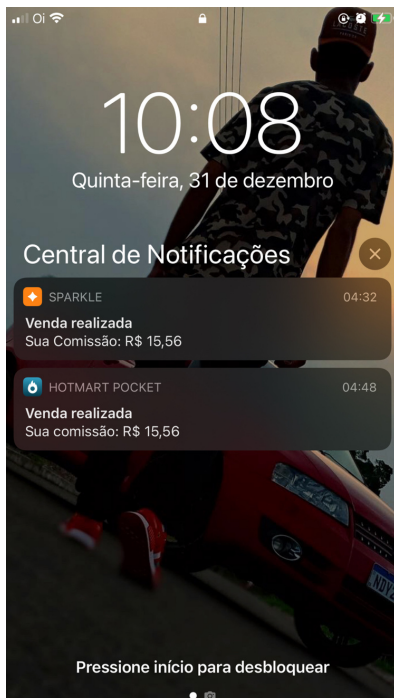 Oi
10:08
Quinta-feira, 31 de dezembro
Central de Notificações
SPARKLE 04:32
Venda realizada
Sua Comissão: R$ 15,56
HOTMART POCKET 04:48
Venda realizada
Sua comissão: R$ 15,56
Pressione início para desbloquear